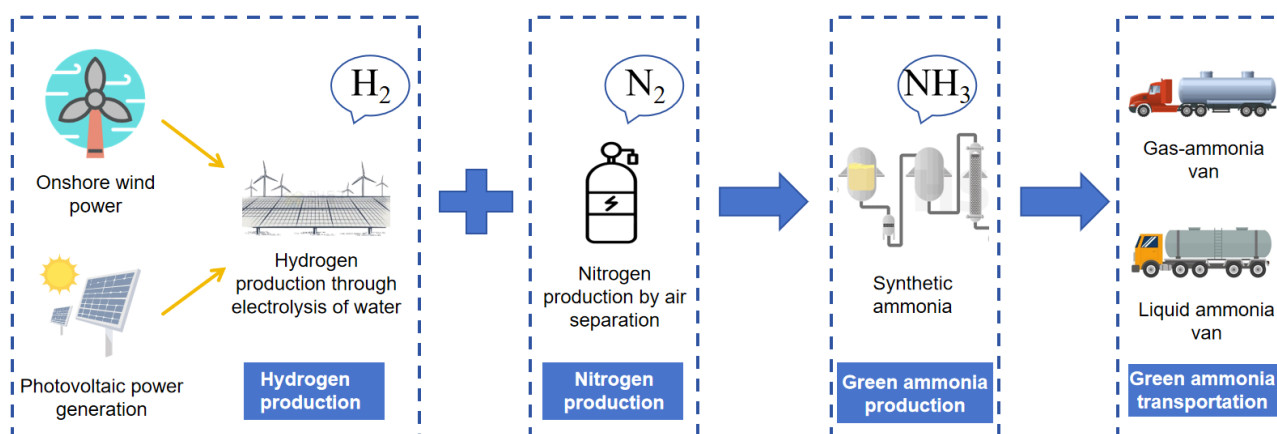 H₂
Onshore wind
power
Hydrogen
production through
electrolysis of water
Photovoltaic power
generation
Hydrogen
production
N₂
Nitrogen
production by air
separation
Nitrogen
production
NH₃
Synthetic
ammonia
Green ammonia
production
Gas-ammonia
van
Liquid ammonia
van
Green ammonia
transportation